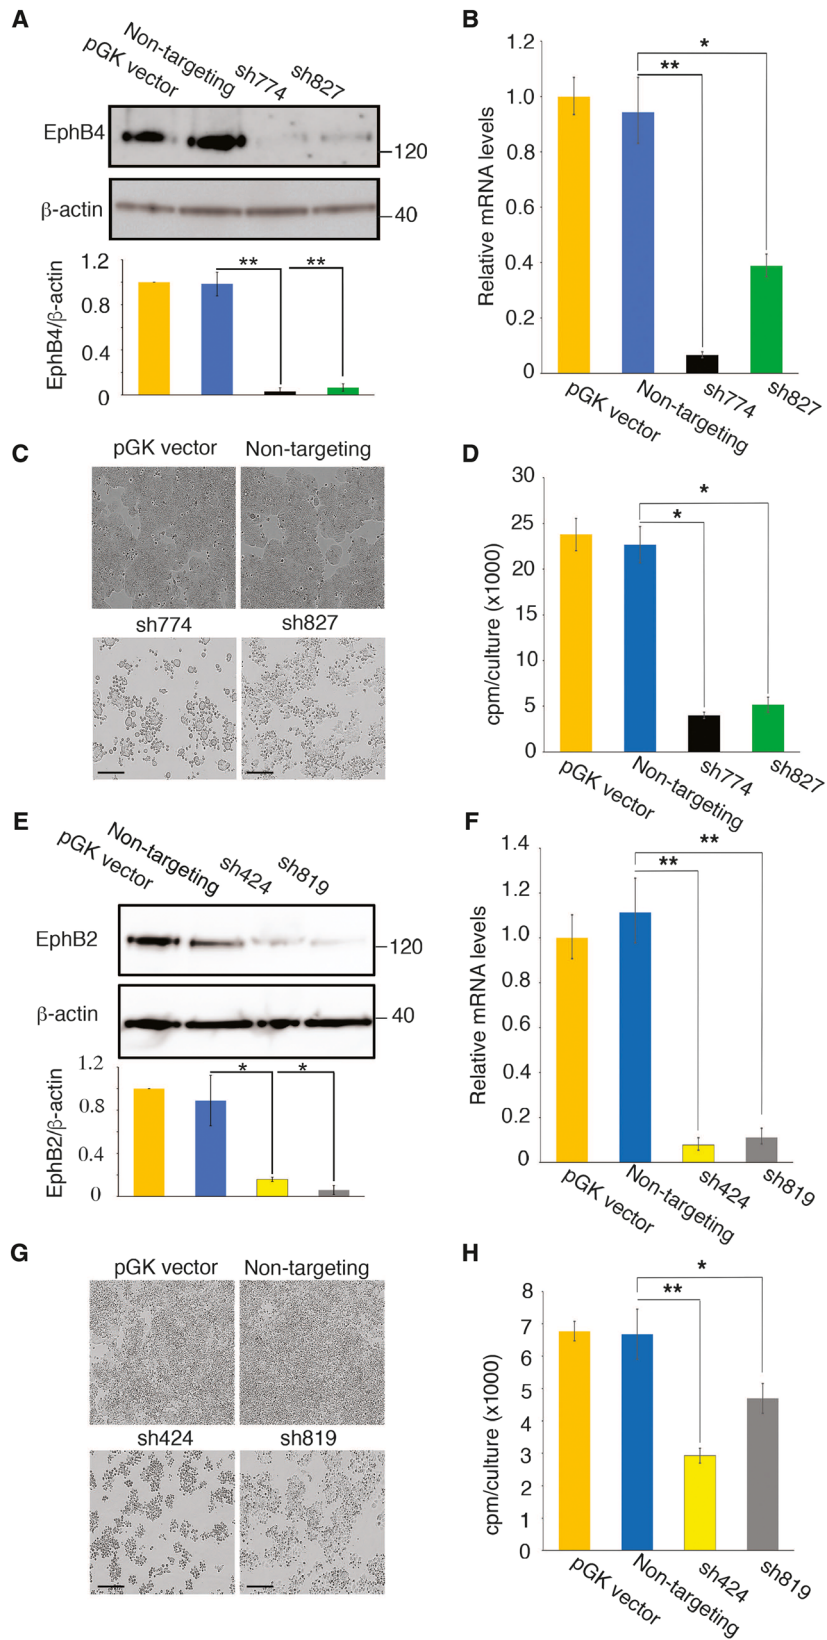 A
pGK vector
Non-targeting
sh774
sh827
EphB4
120
β-actin
40
EphB4/β-actin
1.2
0.8
0.4
0
**
**
B
Relative mRNA levels
1.2
1.0
0.8
0.6
0.4
0.2
0
*
**
pGK vector
Non-targeting
sh774
sh827
C
pGK vector
Non-targeting
sh774
sh827
D
cpm/culture (x1000)
30
25
20
15
10
5
0
*
*
pGK vector
Non-targeting
sh774
sh827
E
pGK vector
Non-targeting
sh424
sh819
EphB2
120
β-actin
40
EphB2/β-actin
1.2
0.8
0.4
0
*
*
F
Relative mRNA levels
1.4
1.2
1.0
0.8
0.6
0.4
0.2
0
**
**
pGK vector
Non-targeting
sh424
sh819
G
pGK vector
Non-targeting
sh424
sh819
H
cpm/culture (x1000)
8
7
6
5
4
3
2
1
0
*
**
pGK vector
Non-targeting
sh424
sh819